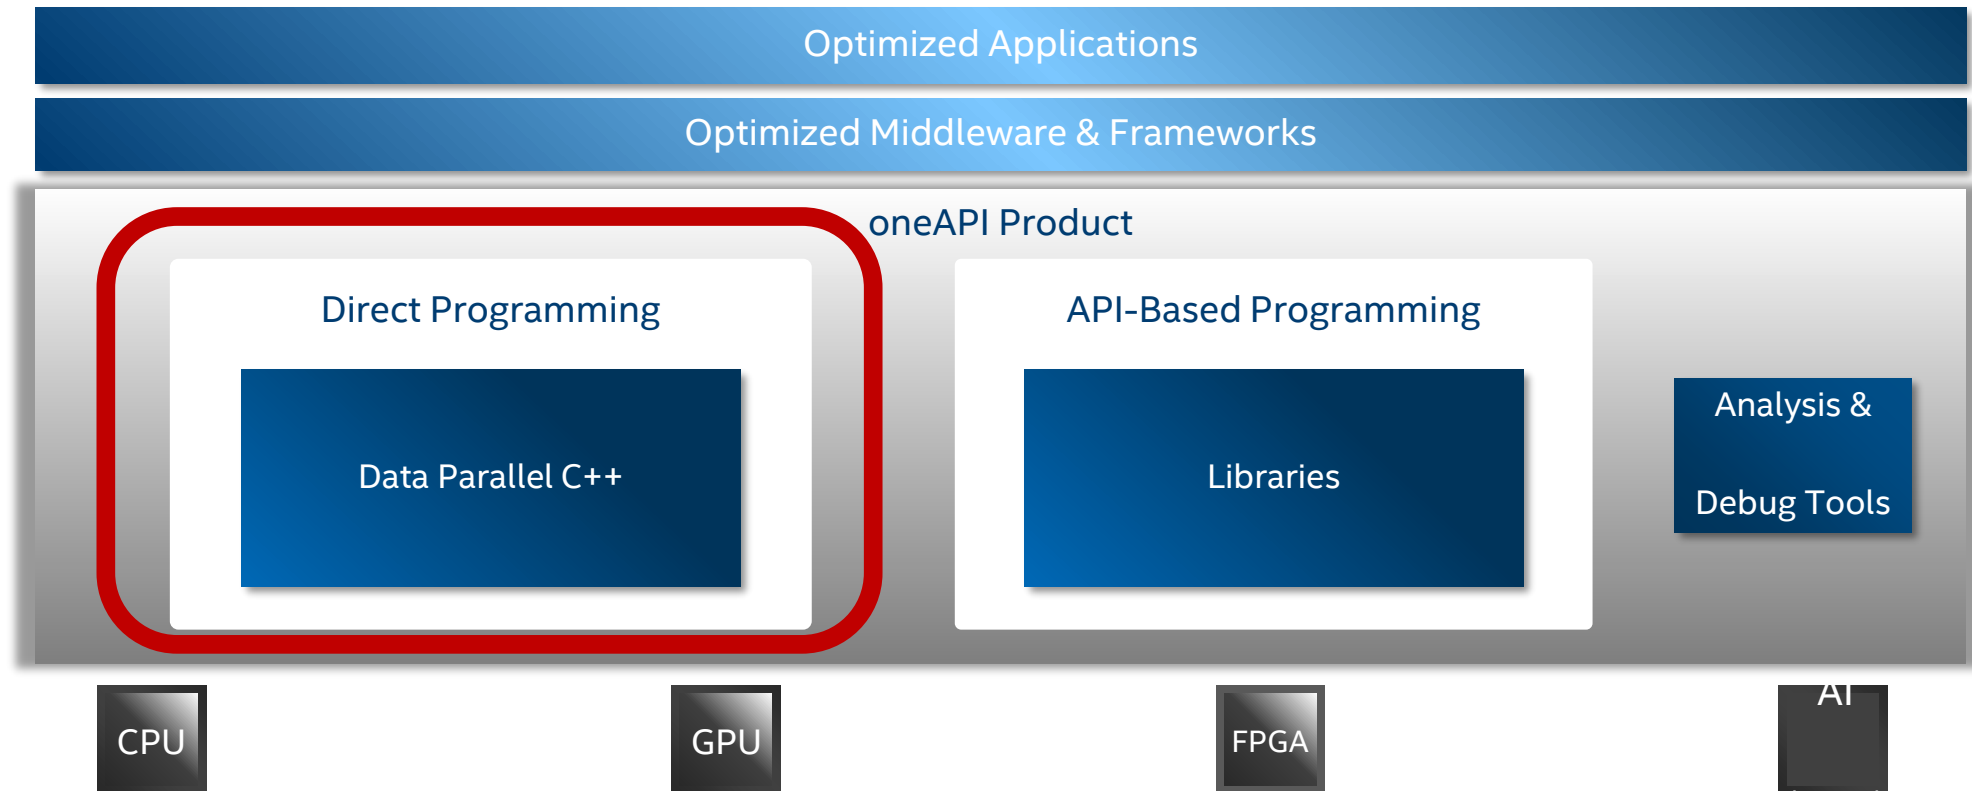 Optimized Applications
Optimized Middleware & Frameworks
oneAPI Product
Direct Programming
API-Based Programming
Data Parallel C++
Libraries
Analysis &
Debug Tools
CPU
GPU
FPGA
AI